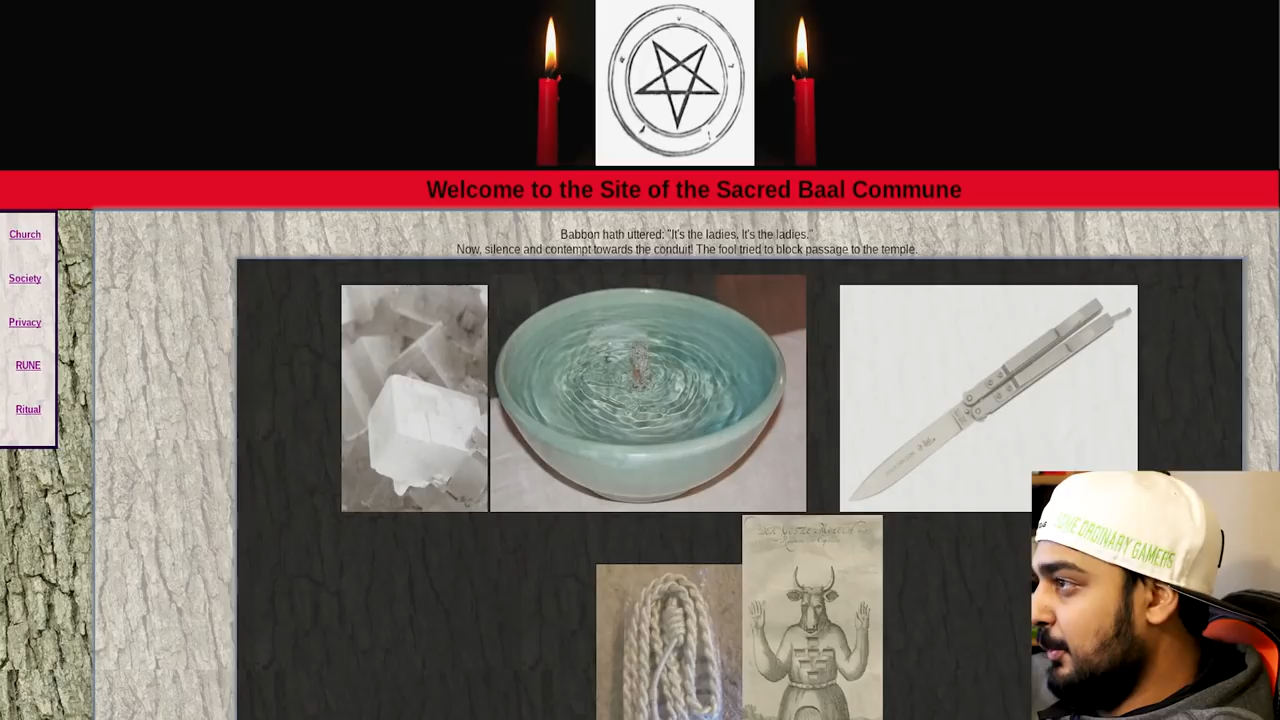 Welcome to the Site of the Sacred Baal Commune
Babbon hath uttered: "It's the ladies, It's the ladies."
Now, silence and contempt towards the conduit! The fool tried to block passage to the temple.
Church
Society
Privacy
RUNE
Ritual
ORDINARY GAMERS